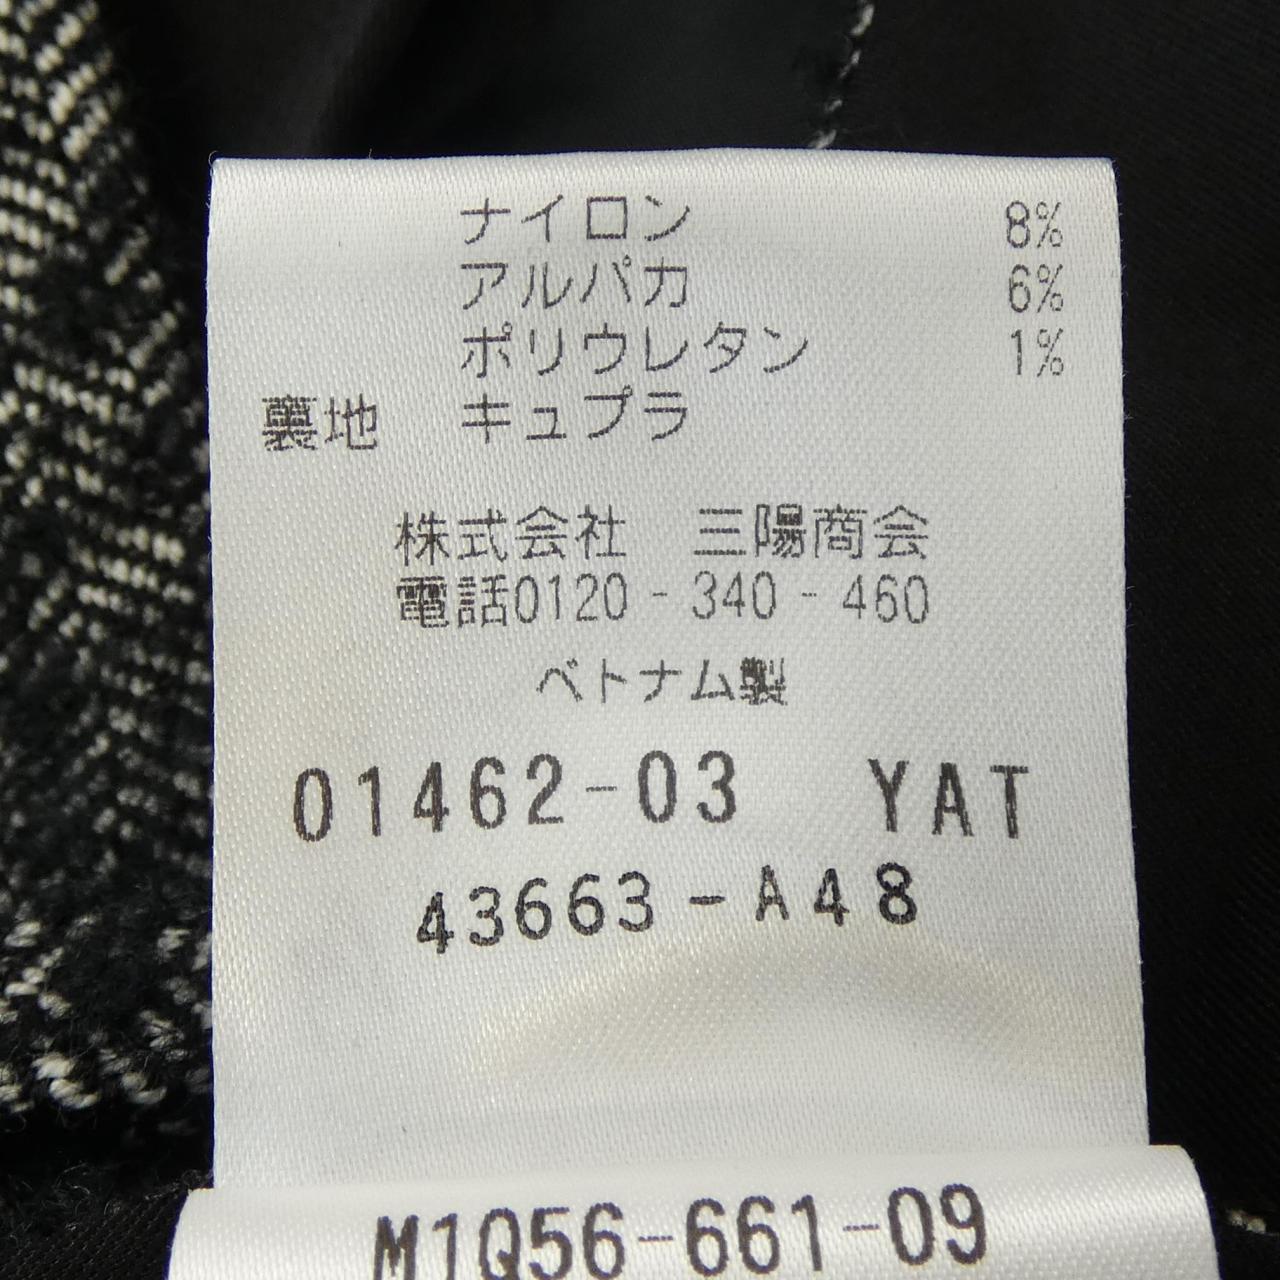 ナイロン 8%
アルパカ 6%
ポリウレタン 1%
裏地 キュプラ
株式会社 三陽商会
電話0120-340-460
ベトナム製
01462-03 YAT
43663-A48
M1Q56-661-09